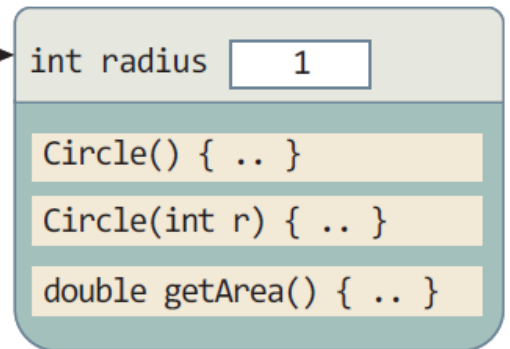 int radius 1
Circle() { .. }
Circle(int r) { .. }
double getArea() { .. }